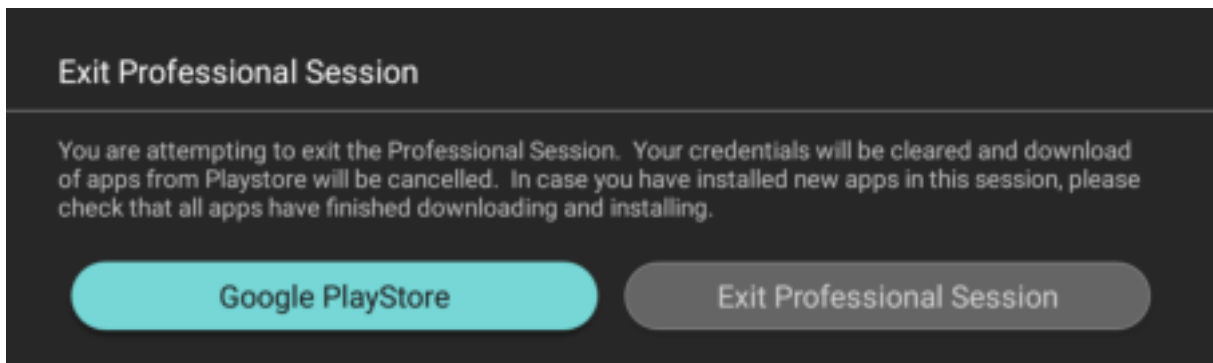 Exit Professional Session
You are attempting to exit the Professional Session.  Your credentials will be cleared and download
of apps from Playstore will be cancelled.  In case you have installed new apps in this session, please
check that all apps have finished downloading and installing.
Google PlayStore
Exit Professional Session